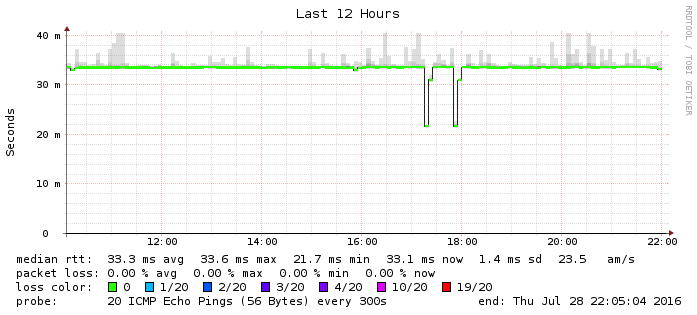 Last 12 Hours
RRDTOOL / TOBI OETIKER
Seconds
40 m
30 m
20 m
10 m
0
12:00 14:00 16:00 18:00 20:00 22:00
median rtt: 33.3 ms avg 33.6 ms max 21.7 ms min 33.1 ms now 1.4 ms sd 23.5 am/s
packet loss: 0.00 % avg 0.00 % max 0.00 % min 0.00 % now
loss color: 0 1/20 2/20 3/20 4/20 10/20 19/20
probe: 20 ICMP Echo Pings (56 Bytes) every 300s end: Thu Jul 28 22:05:04 2016